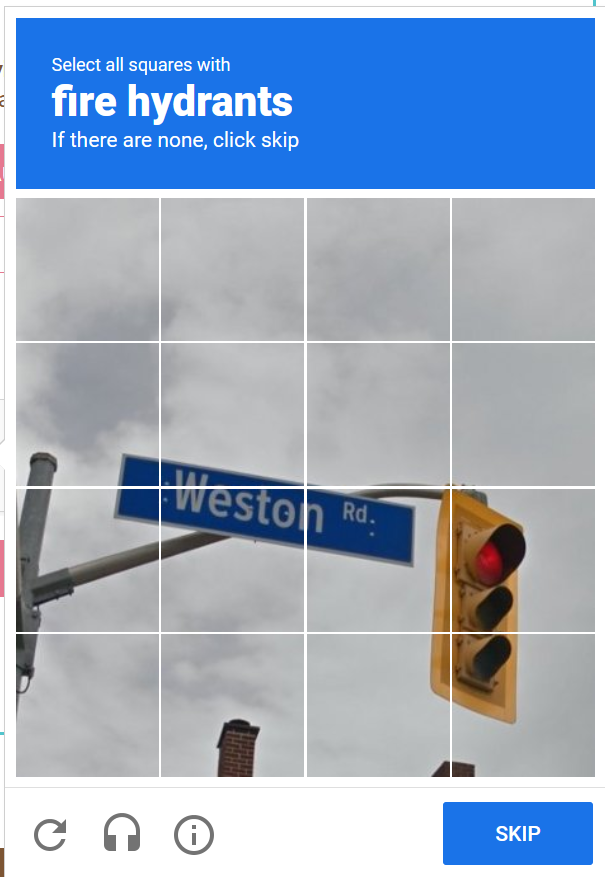 Select all squares with
fire hydrants
If there are none, click skip
Weston Rd.
SKIP